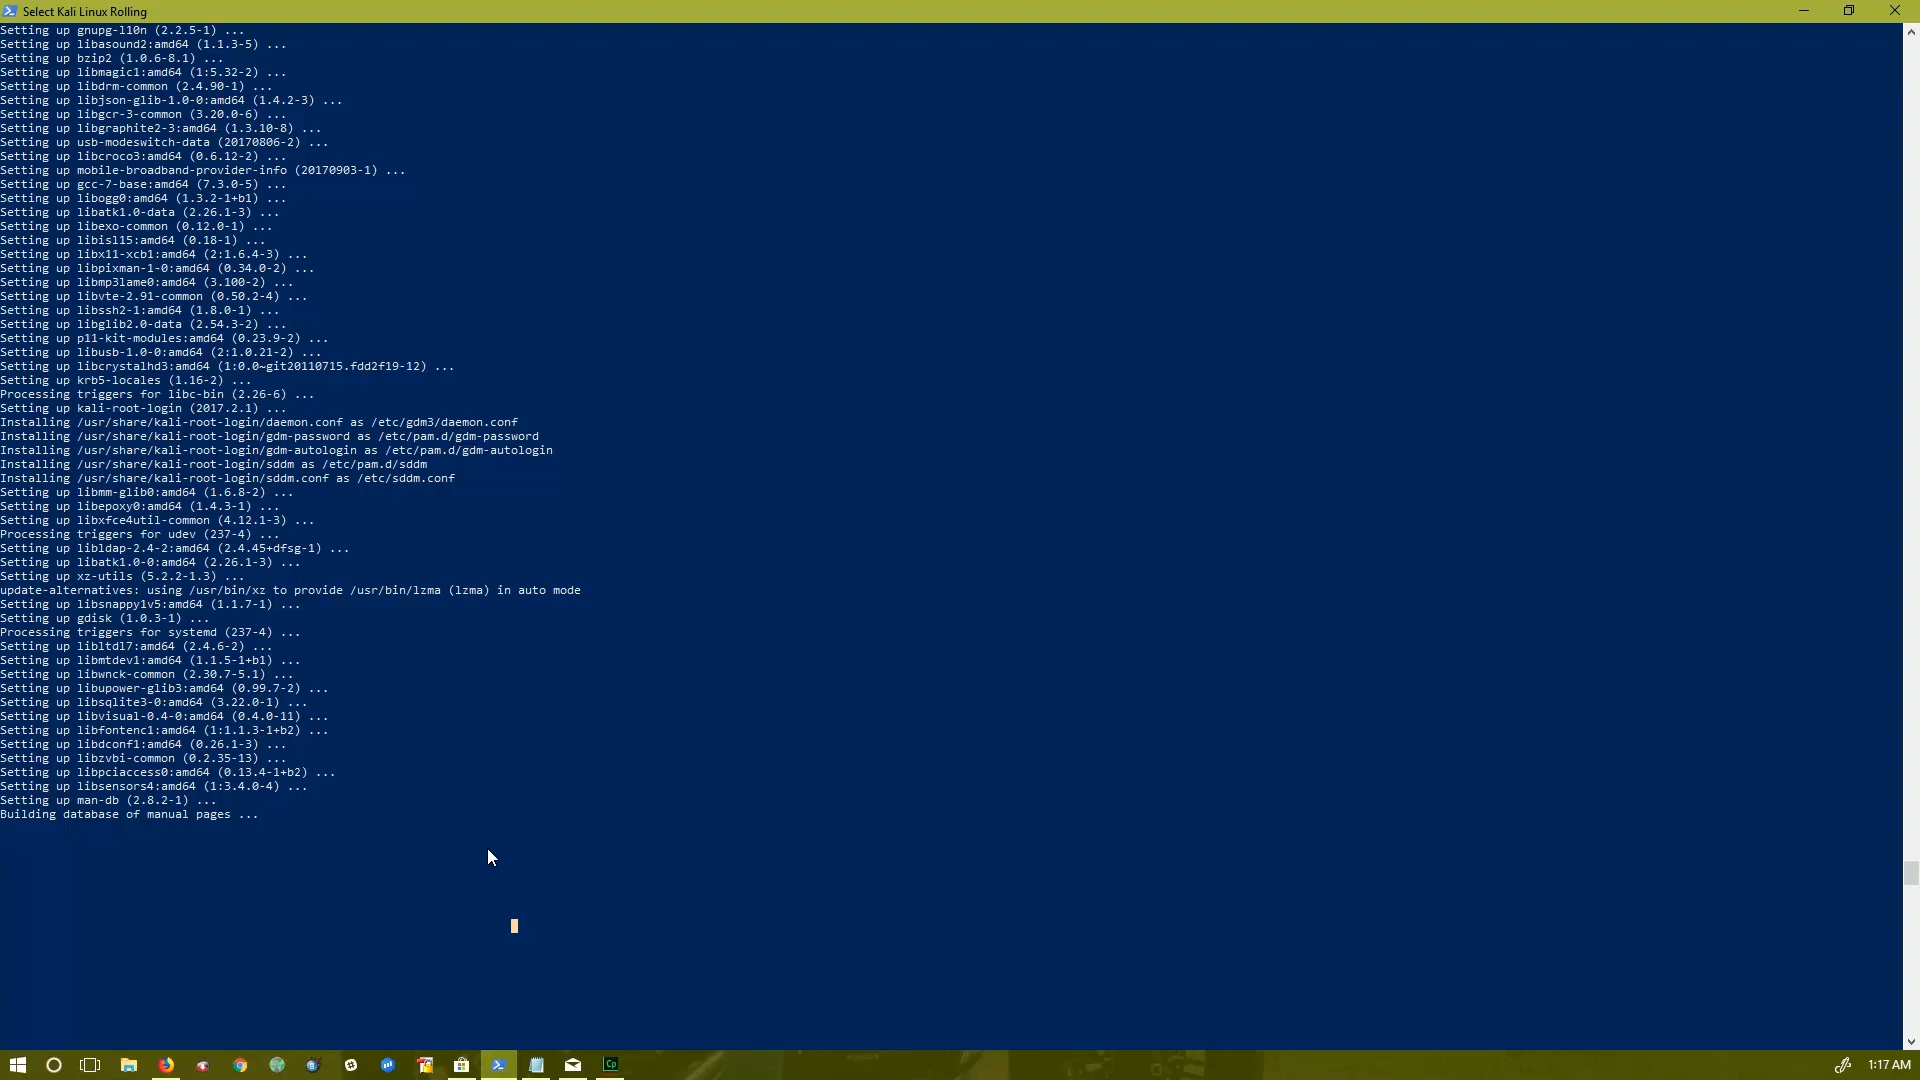 Select Kali Linux Rolling
Setting up gnupg-l10n (2.2.5-1) ...
Setting up libasound2:amd64 (1.1.3-5) ...
Setting up bzip2 (1.0.6-8.1) ...
Setting up libmagic1:amd64 (1:5.32-2) ...
Setting up libdrm-common (2.4.90-1) ...
Setting up libjson-glib-1.0-0:amd64 (1.4.2-3) ...
Setting up libgcr-3-common (3.20.0-6) ...
Setting up libgraphite2-3:amd64 (1.3.10-8) ...
Setting up usb-modeswitch-data (20170806-2) ...
Setting up libcroco3:amd64 (0.6.12-2) ...
Setting up mobile-broadband-provider-info (20170903-1) ...
Setting up gcc-7-base:amd64 (7.3.0-5) ...
Setting up libogg0:amd64 (1.3.2-1+b1) ...
Setting up libatk1.0-data (2.26.1-3) ...
Setting up libexo-common (0.12.0-1) ...
Setting up libisl15:amd64 (0.18-1) ...
Setting up libx11-xcb1:amd64 (2:1.6.4-3) ...
Setting up libpixman-1-0:amd64 (0.34.0-2) ...
Setting up libmp3lame0:amd64 (3.100-2) ...
Setting up libvte-2.91-common (0.50.2-4) ...
Setting up libssh2-1:amd64 (1.8.0-1) ...
Setting up libglib2.0-data (2.54.3-2) ...
Setting up p11-kit-modules:amd64 (0.23.9-2) ...
Setting up libusb-1.0-0:amd64 (2:1.0.21-2) ...
Setting up libcrystalhd3:amd64 (1:0.0~git20110715.fdd2f19-12) ...
Setting up krb5-locales (1.16-2) ...
Processing triggers for libc-bin (2.26-6) ...
Setting up kali-root-login (2017.2.1) ...
Installing /usr/share/kali-root-login/daemon.conf as /etc/gdm3/daemon.conf
Installing /usr/share/kali-root-login/gdm-password as /etc/pam.d/gdm-password
Installing /usr/share/kali-root-login/gdm-autologin as /etc/pam.d/gdm-autologin
Installing /usr/share/kali-root-login/sddm as /etc/pam.d/sddm
Installing /usr/share/kali-root-login/sddm.conf as /etc/sddm.conf
Setting up libmm-glib0:amd64 (1.6.8-2) ...
Setting up libepoxy0:amd64 (1.4.3-1) ...
Setting up libxfce4util-common (4.12.1-3) ...
Processing triggers for udev (237-4) ...
Setting up libldap-2.4-2:amd64 (2.4.45+dfsg-1) ...
Setting up libatk1.0-0:amd64 (2.26.1-3) ...
Setting up xz-utils (5.2.2-1.3) ...
update-alternatives: using /usr/bin/xz to provide /usr/bin/lzma (lzma) in auto mode
Setting up libsnappy1v5:amd64 (1.1.7-1) ...
Setting up gdisk (1.0.3-1) ...
Processing triggers for systemd (237-4) ...
Setting up libltdl7:amd64 (2.4.6-2) ...
Setting up libmtdev1:amd64 (1.1.5-1+b1) ...
Setting up libwnck-common (2.30.7-5.1) ...
Setting up libupower-glib3:amd64 (0.99.7-2) ...
Setting up libsqlite3-0:amd64 (3.22.0-1) ...
Setting up libvisual-0.4-0:amd64 (0.4.0-11) ...
Setting up libfontenc1:amd64 (1:1.1.3-1+b2) ...
Setting up libdconf1:amd64 (0.26.1-3) ...
Setting up libzvbi-common (0.2.35-13) ...
Setting up libpciaccess0:amd64 (0.13.4-1+b2) ...
Setting up libsensors4:amd64 (1:3.4.0-4) ...
Setting up man-db (2.8.2-1) ...
Building database of manual pages ...
Cp
1:17 AM